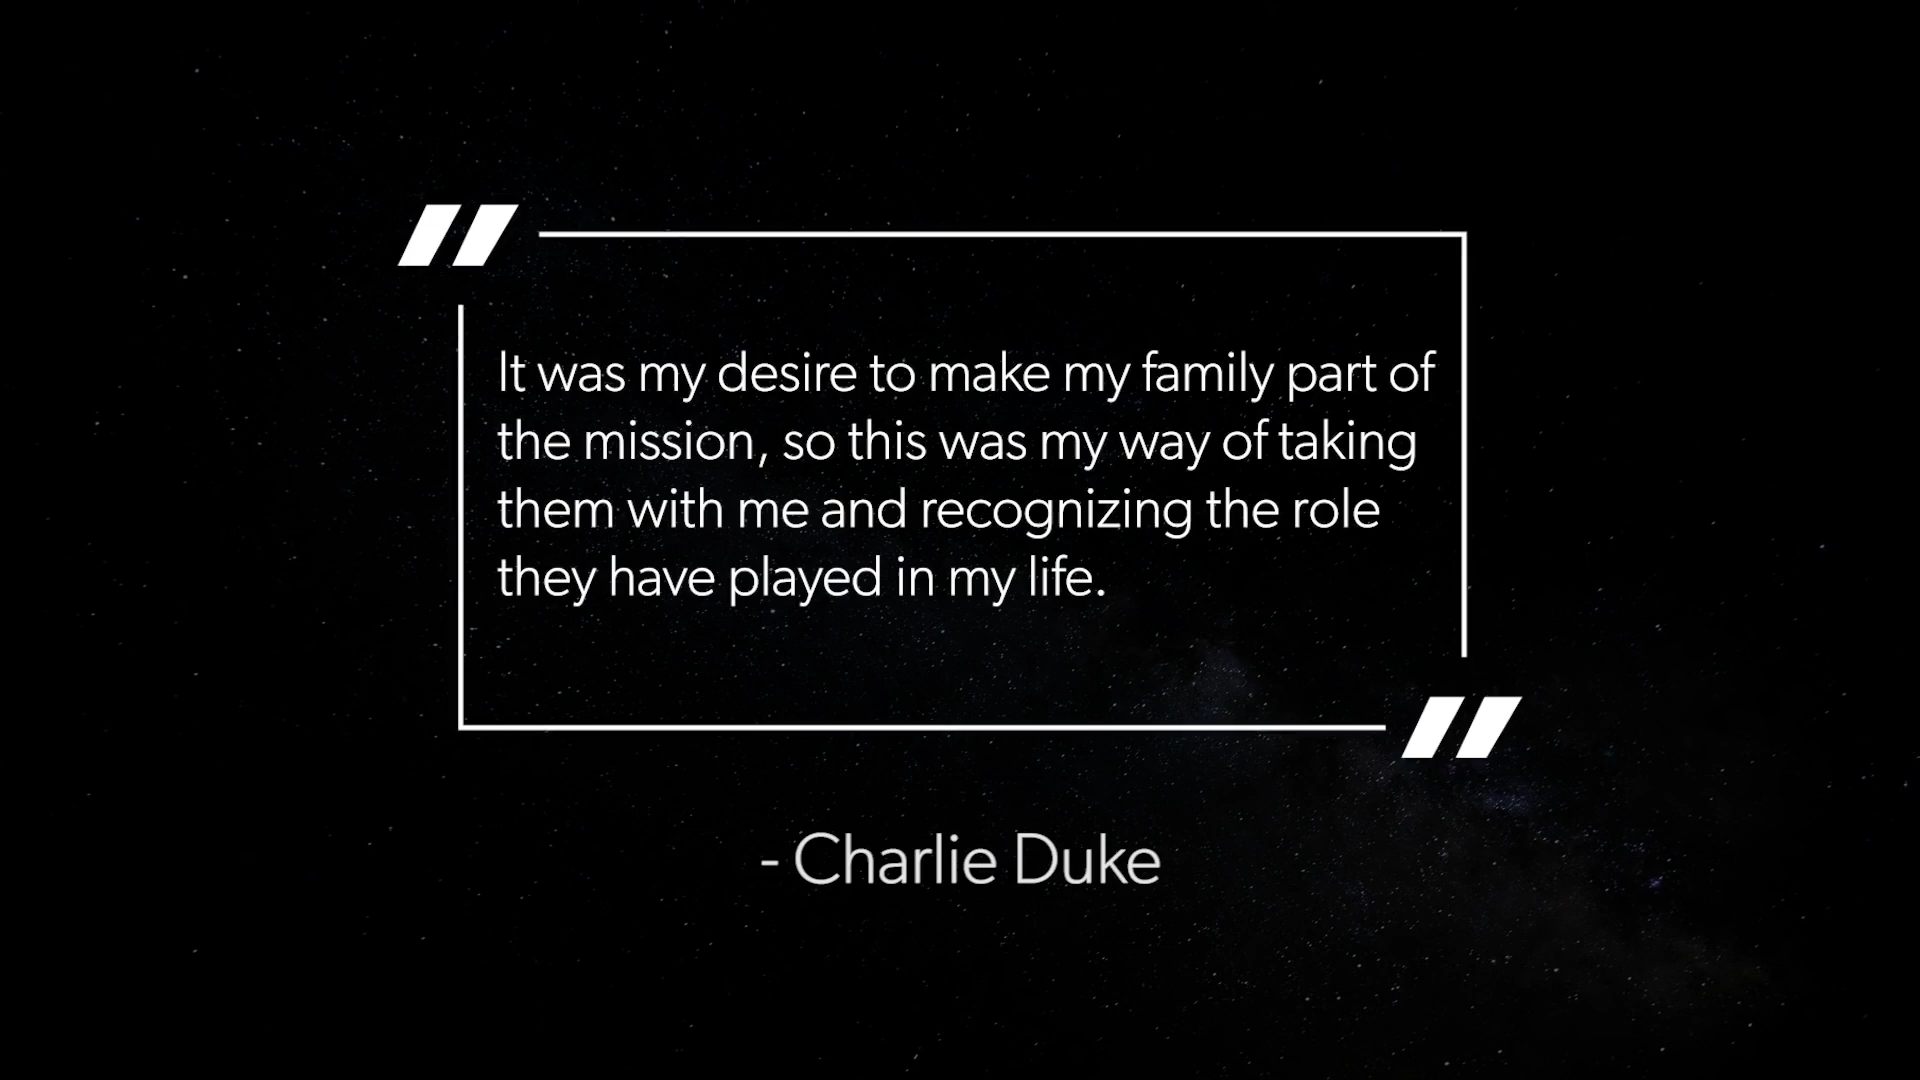 It was my desire to make my family part of
the mission, so this was my way of taking
them with me and recognizing the role
they have played in my life.
- Charlie Duke